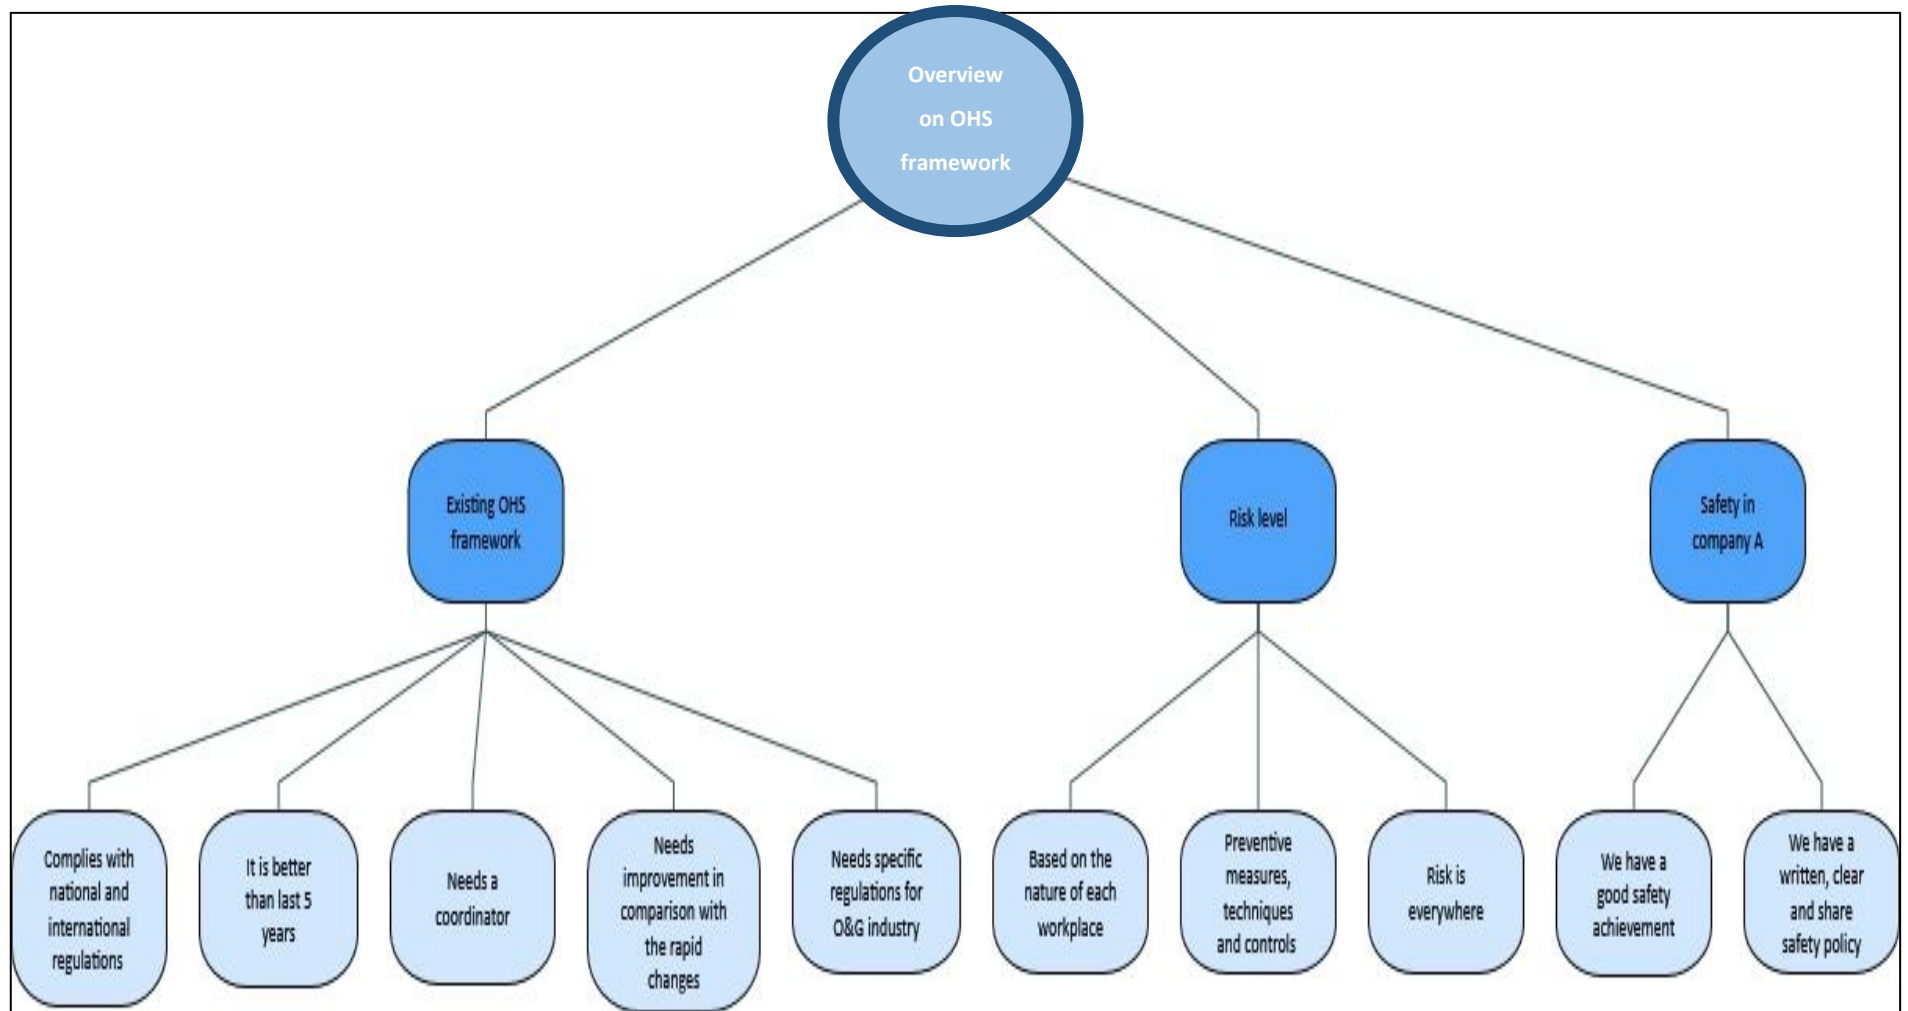 Overview
on OHS
framework
Existing OHS
framework
Risk level
Safety in
company A
Complies with
national and
international
regulations
It is better
than last 5
years
Needs a
coordinator
Needs
improvement in
comparison with
the rapid
changes
Needs specific
regulations for
O&G industry
Based on the
nature of each
workplace
Preventive
measures,
techniques
and controls
Risk is
everywhere
We have a
good safety
achievement
We have a
written, clear
and share
safety policy